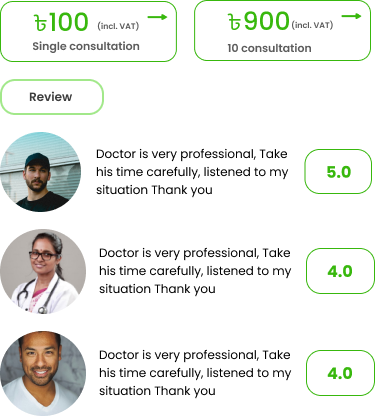 ৳100 (incl. VAT)
Single consultation
৳900 (incl. VAT)
10 consultation
Review
Doctor is very professional, Take
his time carefully, listened to my
situation Thank you
5.0
Doctor is very professional, Take
his time carefully, listened to my
situation Thank you
4.0
Doctor is very professional, Take
his time carefully, listened to my
situation Thank you
4.0